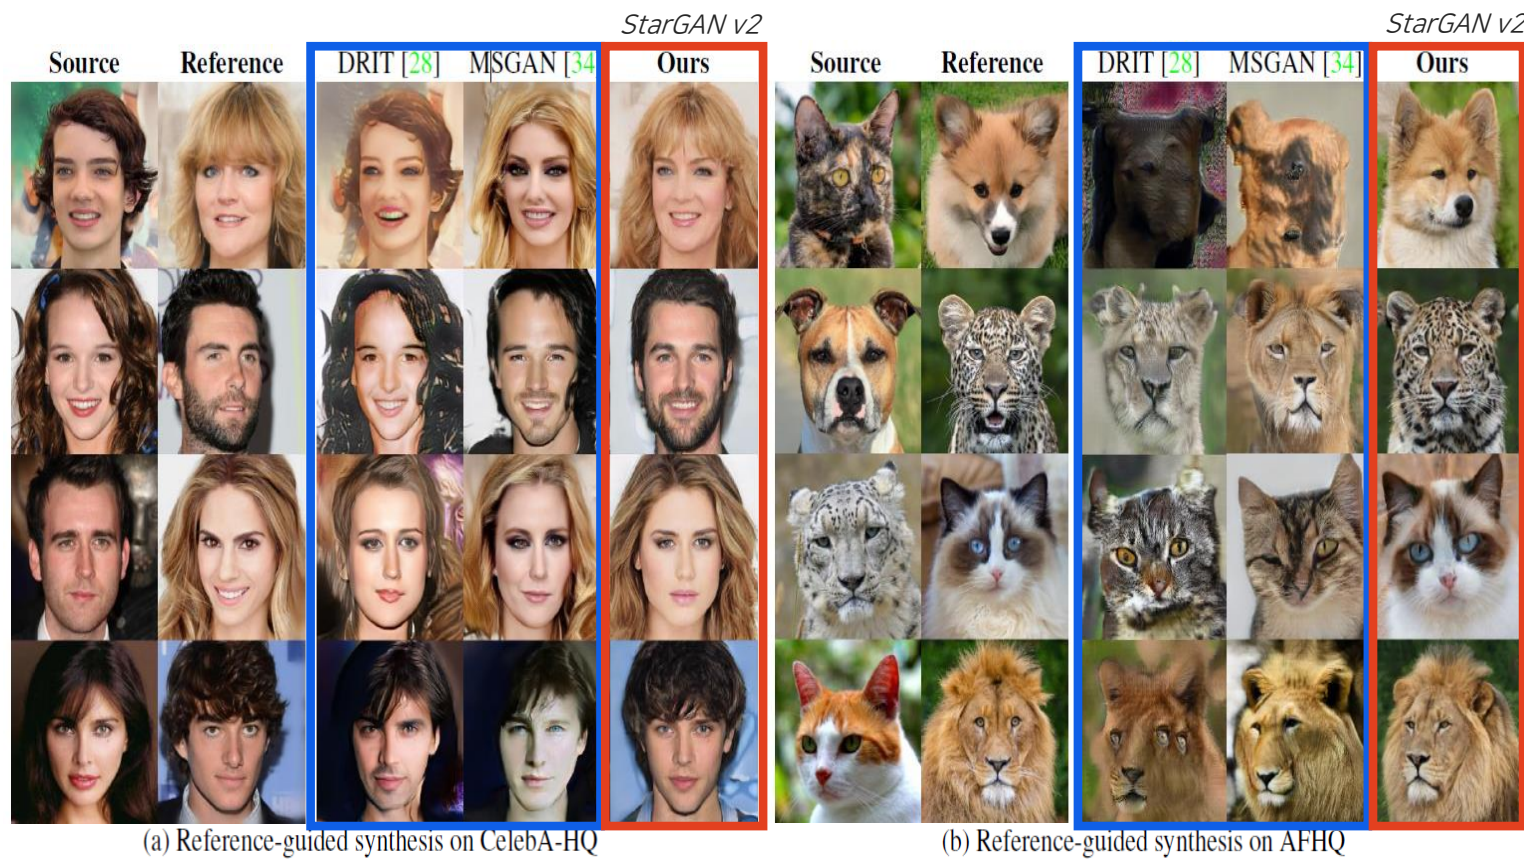 StarGAN v2
StarGAN v2
Source Reference DRIT [28] MSGAN [34 Ours
Source Reference DRIT [28] MSGAN [34] Ours
(a) Reference-guided synthesis on CelebA-HQ
(b) Reference-guided synthesis on AFHQ